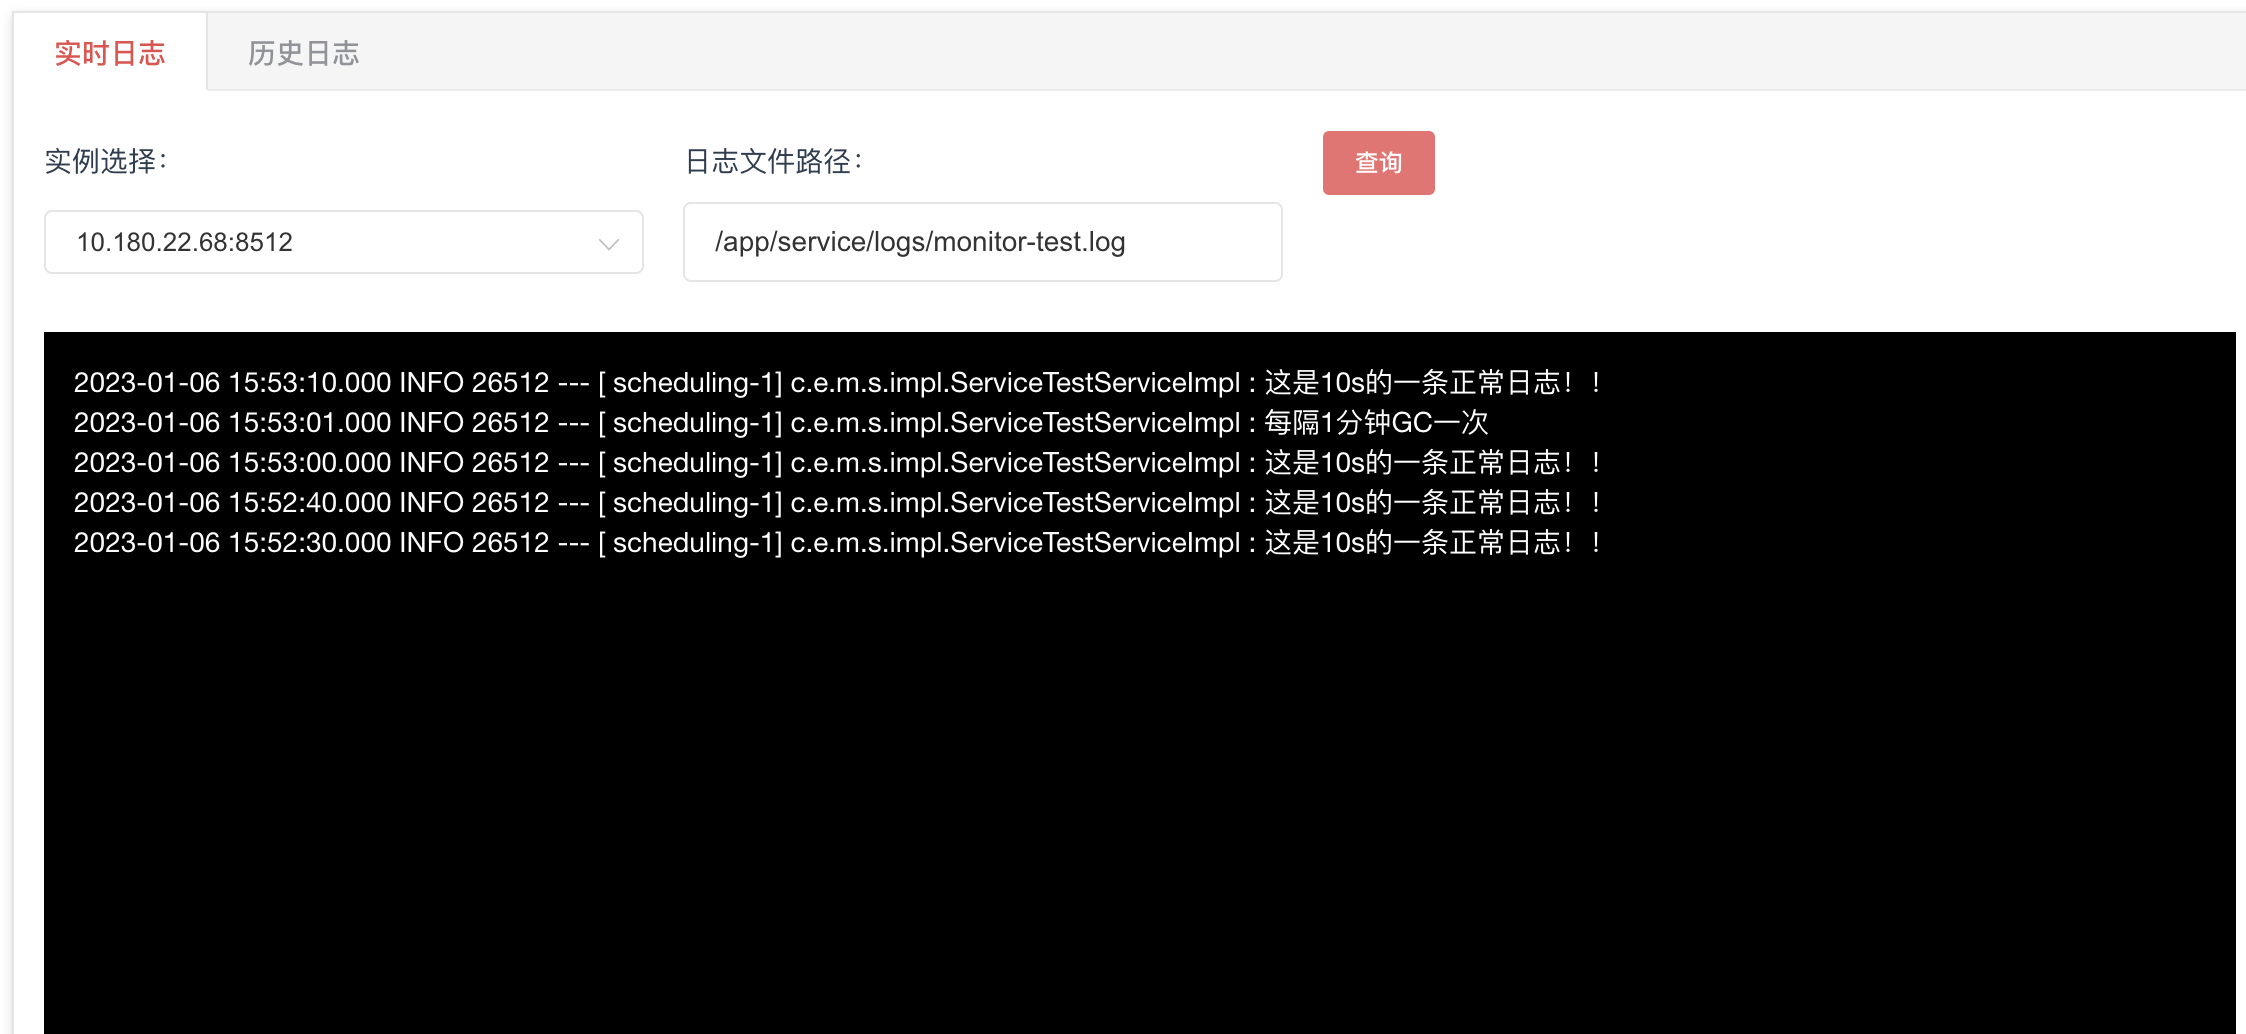 实时日志 历史日志
实例选择： 日志文件路径： 查询
10.180.22.68:8512 /app/service/logs/monitor-test.log
2023-01-06 15:53:10.000 INFO 26512 --- [ scheduling-1] c.e.m.s.impl.ServiceTestServiceImpl : 这是10s的一条正常日志！！
2023-01-06 15:53:01.000 INFO 26512 --- [ scheduling-1] c.e.m.s.impl.ServiceTestServiceImpl : 每隔1分钟GC一次
2023-01-06 15:53:00.000 INFO 26512 --- [ scheduling-1] c.e.m.s.impl.ServiceTestServiceImpl : 这是10s的一条正常日志！！
2023-01-06 15:52:40.000 INFO 26512 --- [ scheduling-1] c.e.m.s.impl.ServiceTestServiceImpl : 这是10s的一条正常日志！！
2023-01-06 15:52:30.000 INFO 26512 --- [ scheduling-1] c.e.m.s.impl.ServiceTestServiceImpl : 这是10s的一条正常日志！！